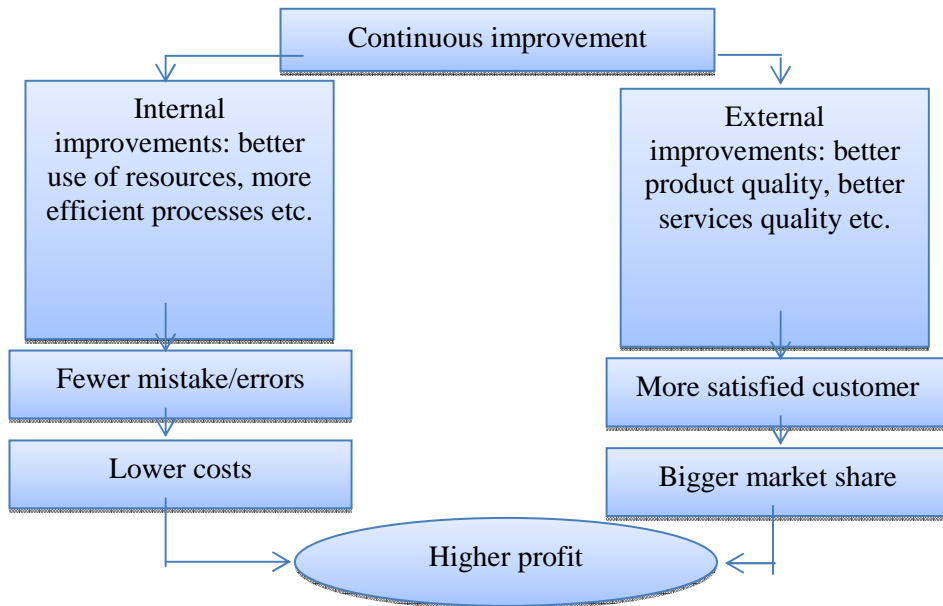 Continuous improvement
Internal
improvements: better
use of resources, more
efficient processes etc.
External
improvements: better
product quality, better
services quality etc.
Fewer mistake/errors
More satisfied customer
Lower costs
Bigger market share
Higher profit